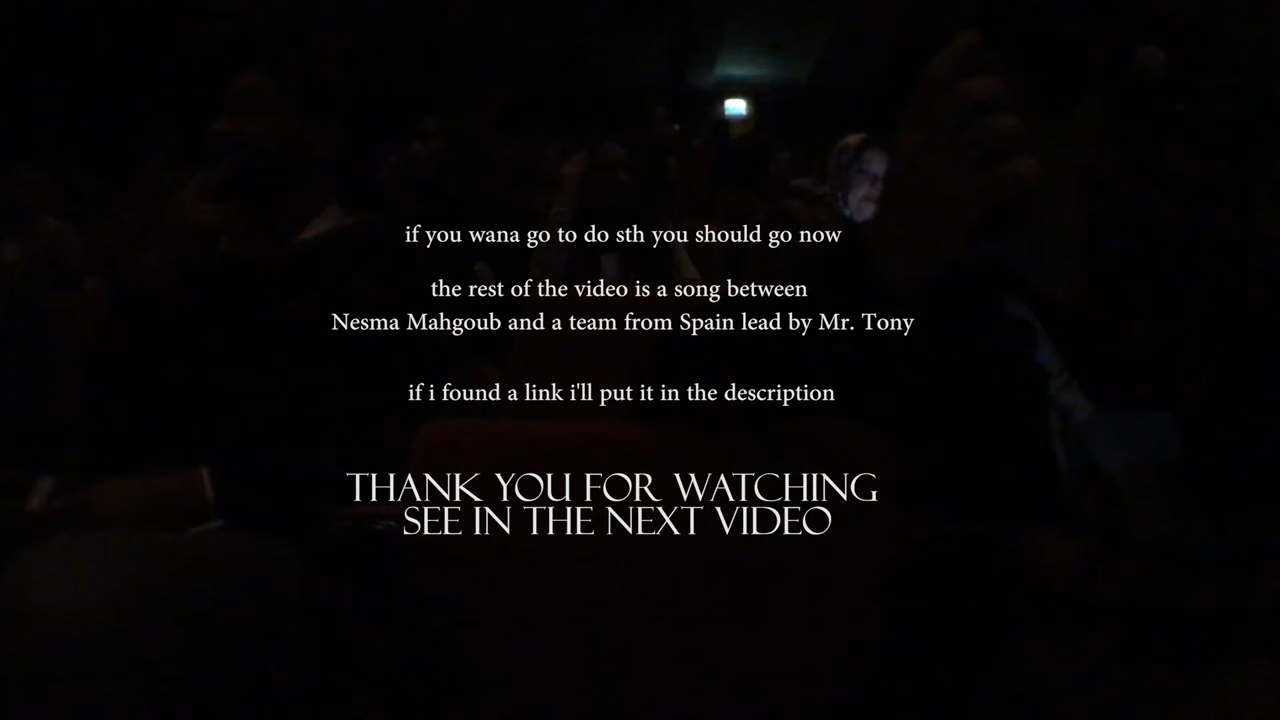 if you wana go to do sth you should go now
the rest of the video is a song between
Nesma Mahgoub and a team from Spain lead by Mr. Tony
if i found a link i'll put it in the description
THANK YOU FOR WATCHING
SEE IN THE NEXT VIDEO